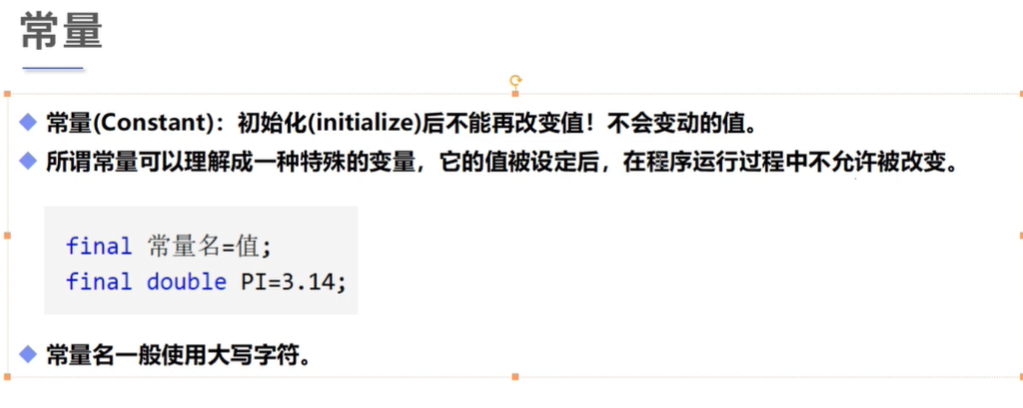 常量
常量(Constant)：初始化(initialize)后不能再改变值！不会变动的值。
所谓常量可以理解成一种特殊的变量，它的值被设定后，在程序运行过程中不允许被改变。
final 常量名=值;
final double PI=3.14;
常量名一般使用大写字符。